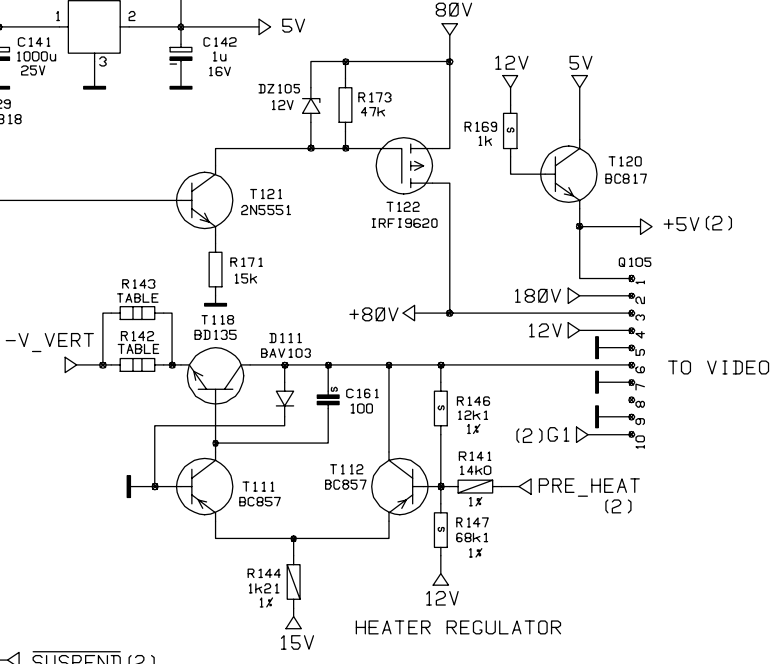 80V
1
2
5V
3
C141
1000u
25V
C142
1u
16V
12V
5V
DZ105
12V
R173
47k
R169
1k
s
29
818
T120
BC817
T121
2N5551
T122
IRFI9620
+5V(2)
R171
15k
Q105
1
180V
2
R143
TABLE
+80V
3
T118
BD135
12V
4
-V_VERT
R142
TABLE
D111
BAV103
5
6
TO VIDEO
7
s
C161
100
s
R146
12k1
1%
8
9
(2)G1
10
T112
BC857
R141
14k0
1%
T111
BC857
PRE_HEAT
(2)
s
R147
68k1
1%
R144
1k21
1%
12V
15V
HEATER REGULATOR
SUSPEND(2)